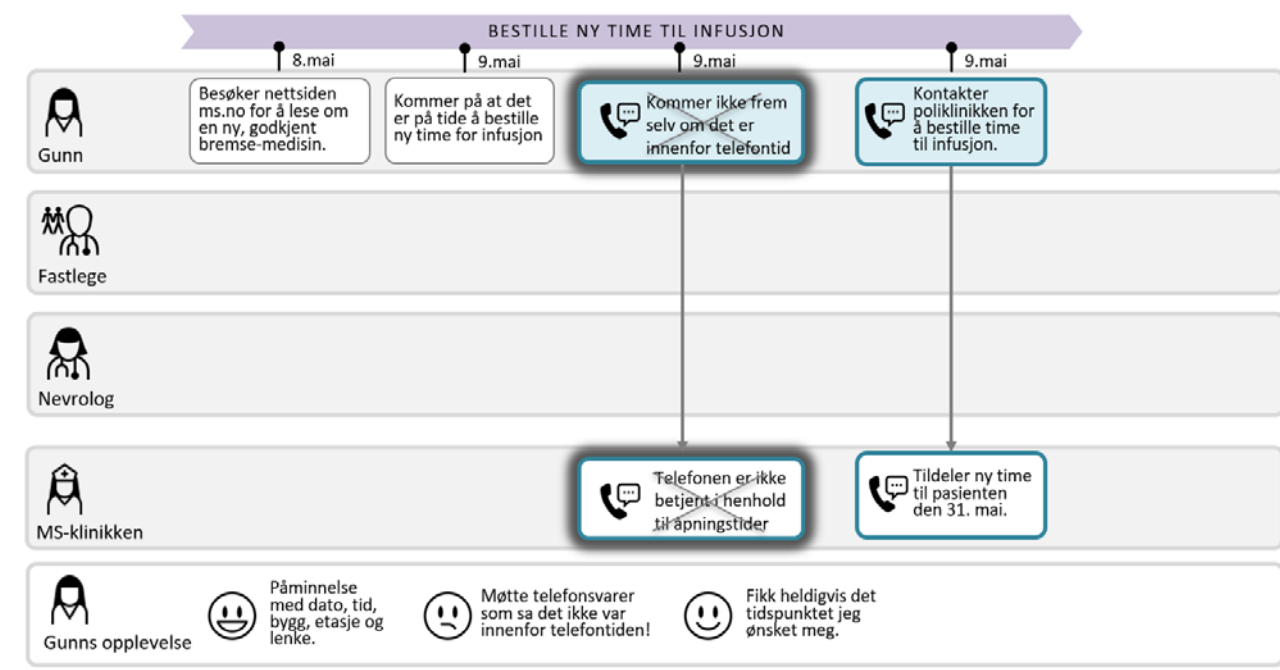 BESTILLE NY TIME TIL INFUSJON
8.mai
9.mai
9.mai
9.mai
Gunn
Besøker nettsiden
ms.no for å lese om
en ny, godkjent
bremse-medisin.
Kommer på at det
er på tide å bestille
ny time for infusjon
Kommer ikke frem
selv om det er
innenfor telefontid
Kontakter
poliklinikken for
å bestille time
til infusjon.
Fastlege
Nevrolog
MS-klinikken
Telefonen er ikke
betjent i henhold
til åpningstider
Tildeler ny time
til pasienten
den 31. mai.
Gunns opplevelse
Påminnelse
med dato, tid,
bygg, etasje og
lenke.
Møtte telefonsvarer
som sa det ikke var
innenfor telefontiden!
Fikk heldigvis det
tidspunktet jeg
ønsket meg.